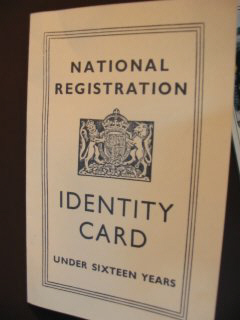 NATIONAL
REGISTRATION
IDENTITY
CARD
UNDER SIXTEEN YEARS